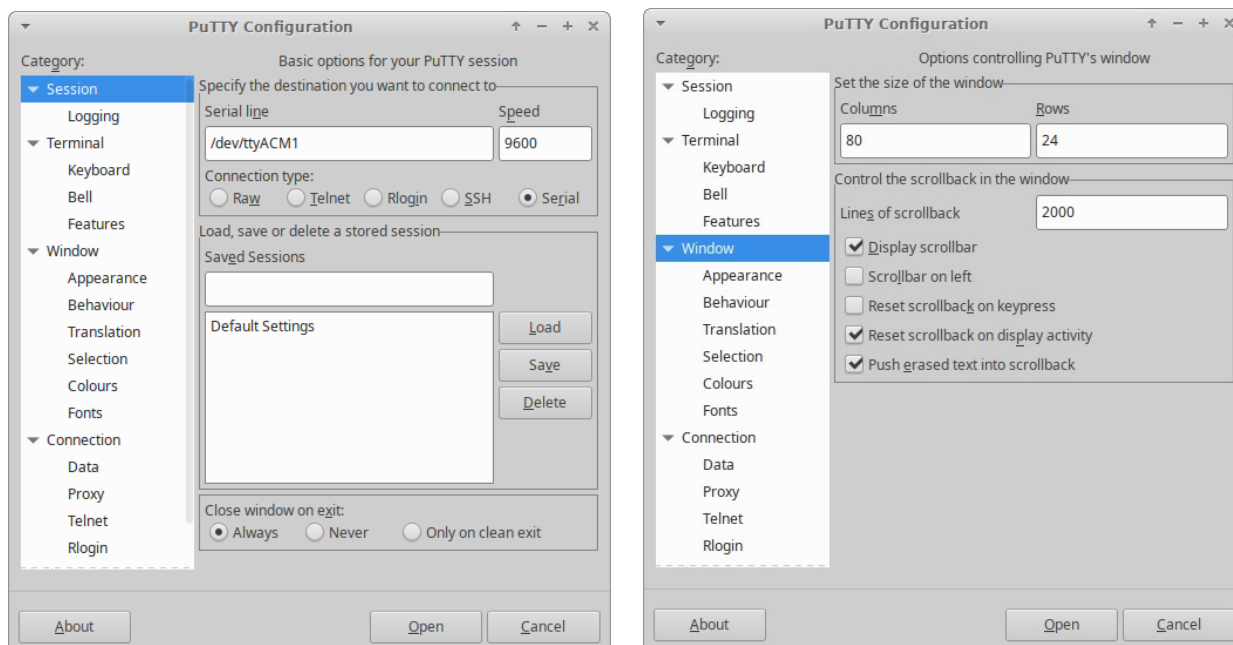 PuTTY Configuration
Category:
Session
Logging
Terminal
Keyboard
Bell
Features
Window
Appearance
Behaviour
Translation
Selection
Colours
Fonts
Connection
Data
Proxy
Telnet
Rlogin
Basic options for your PuTTY session
Specify the destination you want to connect to
Serial line Speed
/dev/ttyACM1 9600
Connection type:
Raw Telnet Rlogin SSH Serial
Load, save or delete a stored session
Saved Sessions
Default Settings
Load
Save
Delete
Close window on exit:
Always Never Only on clean exit
About Open Cancel
PuTTY Configuration
Category:
Session
Logging
Terminal
Keyboard
Bell
Features
Window
Appearance
Behaviour
Translation
Selection
Colours
Fonts
Connection
Data
Proxy
Telnet
Rlogin
Options controlling PuTTY's window
Set the size of the window
Columns Rows
80 24
Control the scrollback in the window
Lines of scrollback 2000
Display scrollbar
Scrollbar on left
Reset scrollback on keypress
Reset scrollback on display activity
Push erased text into scrollback
About Open Cancel